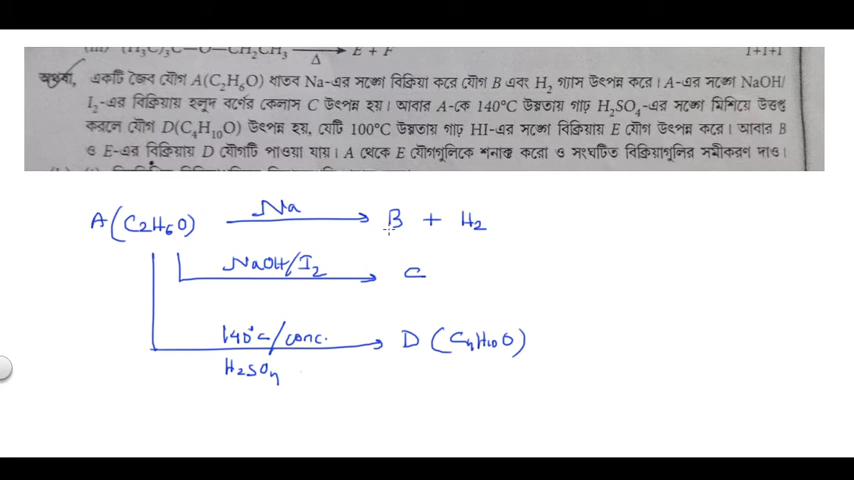 (iii) (H₃C)₃C—O—CH₂CH₃ → E + F
Δ
1+1+1
অথবা, একটি জৈব যৌগ A(C₂H₆O) ধাতব Na-এর সঙ্গে বিক্রিয়া করে যৌগ B এবং H₂ গ্যাস উৎপন্ন করে। A-এর সঙ্গে NaOH/
I₂-এর বিক্রিয়ায় হলুদ বর্ণের কেলাস C উৎপন্ন হয়। আবার A-কে 140°C উষ্ণতায় গাঢ় H₂SO₄-এর সঙ্গে মিশিয়ে উত্তপ্ত
করলে যৌগ D(C₄H₁₀O) উৎপন্ন হয়, যেটি 100°C উষ্ণতায় গাঢ় HI-এর সঙ্গে বিক্রিয়ায় E যৌগ উৎপন্ন করে। আবার B
ও E-এর বিক্রিয়ায় D যৌগটি পাওয়া যায়। A থেকে E যৌগগুলিকে শনাক্ত করো ও সংঘটিত বিক্রিয়াগুলির সমীকরণ দাও।
A(C₂H₆O) Na → B + H₂
NaOH/I₂ → C
140°C/conc. → D (C₄H₁₀O)
H₂SO₄